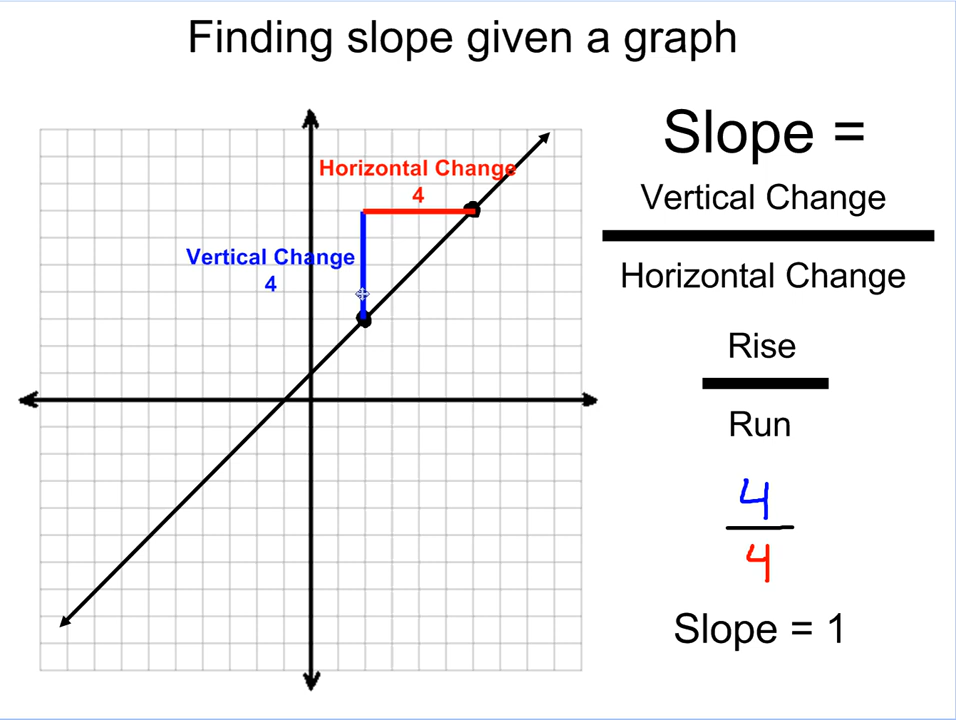 Finding slope given a graph
Horizontal Change
4
Vertical Change
4
Slope =
Vertical Change
Horizontal Change
Rise
Run
4
4
Slope = 1